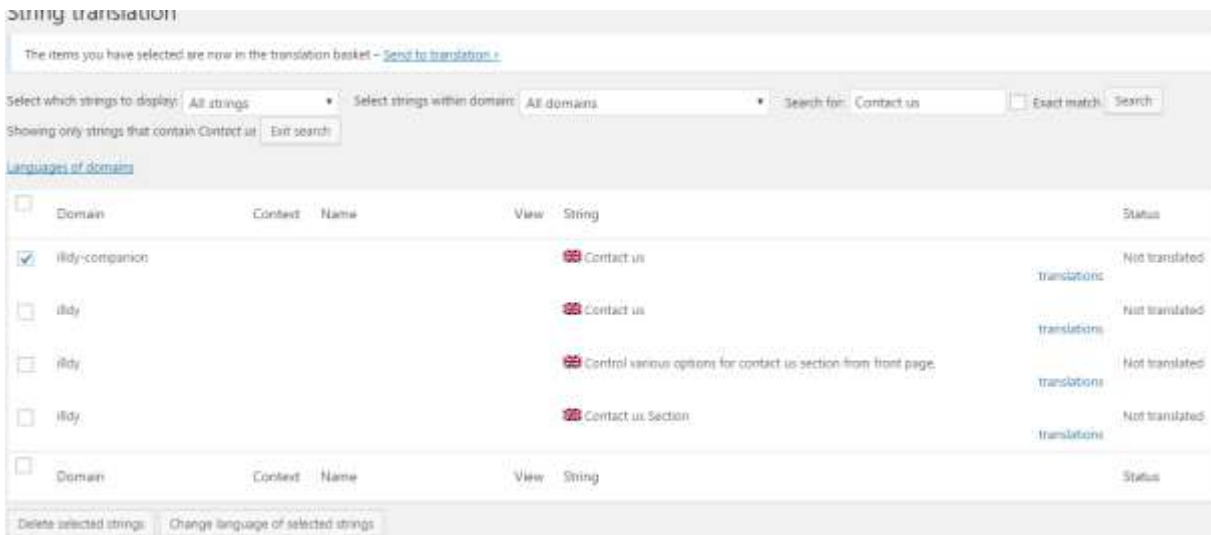 String translation
The items you have selected are now in the translation basket – Send to translation »
Select which strings to display: All strings Select strings within domain: All domains Search for: Contact us Exact match Search
Showing only strings that contain Contact us Exit search
Languages of domains
Domain Context Name View String Status
illdy-companion Contact us translations Not translated
illdy Contact us translations Not translated
illdy Control various options for contact us section from front page. translations Not translated
illdy Contact us Section translations Not translated
Domain Context Name View String Status
Delete selected strings Change language of selected strings